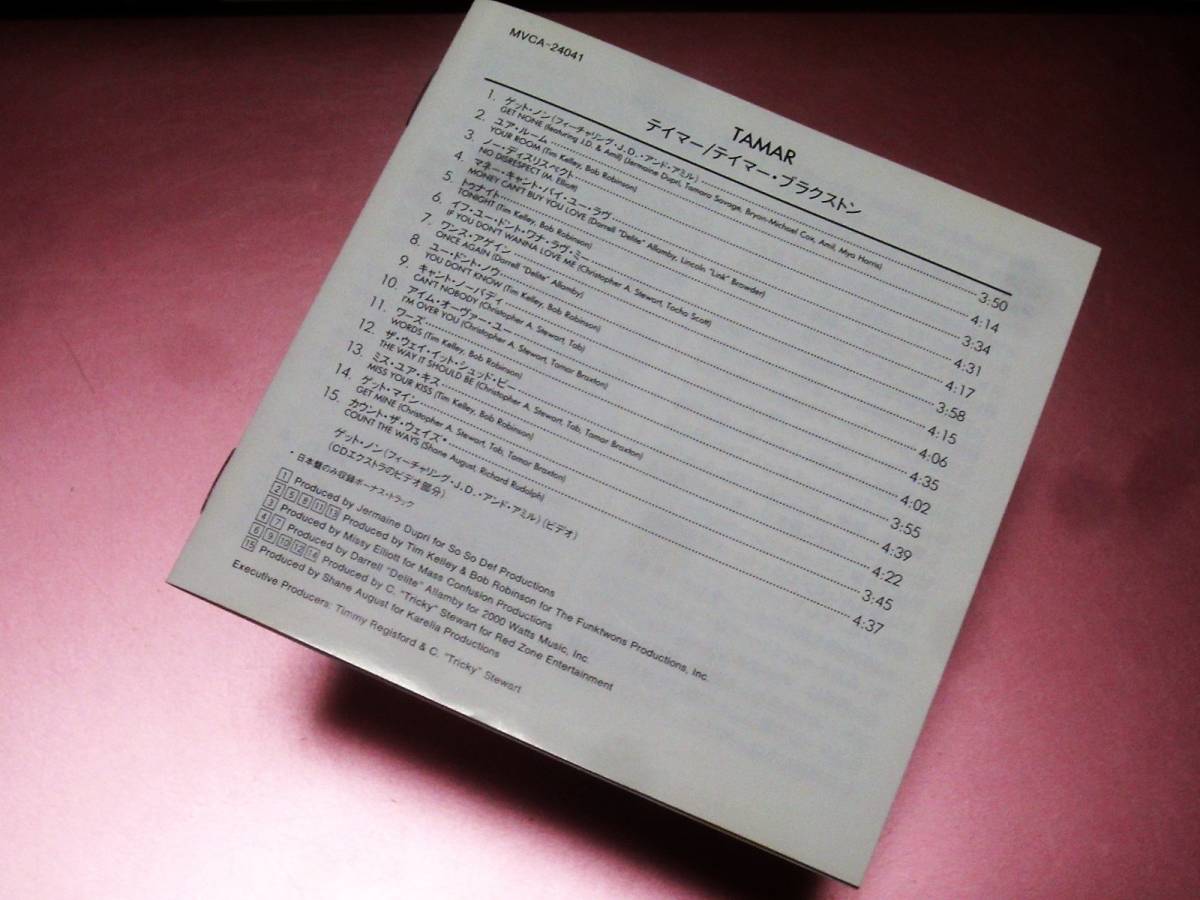 MVCA-24041
TAMAR
テイマー/テイマー・ブラクストン
1. ゲット・ノン(フィーチャリング・J.D.・アンド・アミル) 3:50
GET NONE (featuring J.D. & Amil) (Jermaine Dupri, Tamara Savage, Bryan-Michael Cox, Amil, Mya Harris)
2. ユア・ルーム 4:14
YOUR ROOM (Tim Kelley, Bob Robinson)
3. ノー・ディスリスペクト 3:34
NO DISRESPECT (M. Elliott)
4. マネー・キャント・バイ・ユー・ラヴ 4:31
MONEY CAN'T BUY YOU LOVE (Darrell "Delite" Allamby, Lincoln "Link" Browder)
5. トゥナイト 4:17
TONIGHT (Tim Kelley, Bob Robinson)
6. イフ・ユー・ドント・ワナ・ラヴ・ミー 3:58
IF YOU DON'T WANNA LOVE ME (Christopher A. Stewart, Tacha Scott)
7. ワンス・アゲイン 4:15
ONCE AGAIN (Darrell "Delite" Allamby)
8. ユー・ドント・ノウ 4:06
YOU DON'T KNOW (Tim Kelley, Bob Robinson)
9. キャント・ノーバディ 4:35
CAN'T NOBODY (Christopher A. Stewart, Tab)
10. アイム・オーヴァー・ユー 4:02
I'M OVER YOU (Christopher A. Stewart, Tamar Braxton)
11. ワーズ 3:55
WORDS (Tim Kelley, Bob Robinson)
12. ザ・ウェイ・イット・シュッド・ビー 4:39
THE WAY IT SHOULD BE (Christopher A. Stewart, Tab, Tamar Braxton)
13. ミス・ユア・キス 4:22
MISS YOUR KISS (Tim Kelley, Bob Robinson)
14. ゲット・マイン 3:45
GET MINE (Christopher A. Stewart, Tab, Tamar Braxton)
15. カウント・ザ・ウェイズ・ 4:37
COUNT THE WAYS (Shane August, Richard Rudolph)
ゲット・ノン(フィーチャリング・J.D.・アンド・アミル)(ビデオ)
(CDエクストラのビデオ部分)
・日本盤のみ収録ボーナス・トラック
1 Produced by Jermaine Dupri for So So Def Productions
2 5 8 11 13 Produced by Tim Kelley & Bob Robinson for The Funktwons Productions, Inc.
3 Produced by Missy Elliott for Mass Confusion Productions
4 7 Produced by Darrell "Delite" Allamby for 2000 Watts Music, Inc.
6 9 10 12 14 Produced by C. "Tricky" Stewart for Red Zone Entertainment
15 Produced by Shane August for Karelia Productions
Executive Producers: Timmy Regisford & C. "Tricky" Stewart